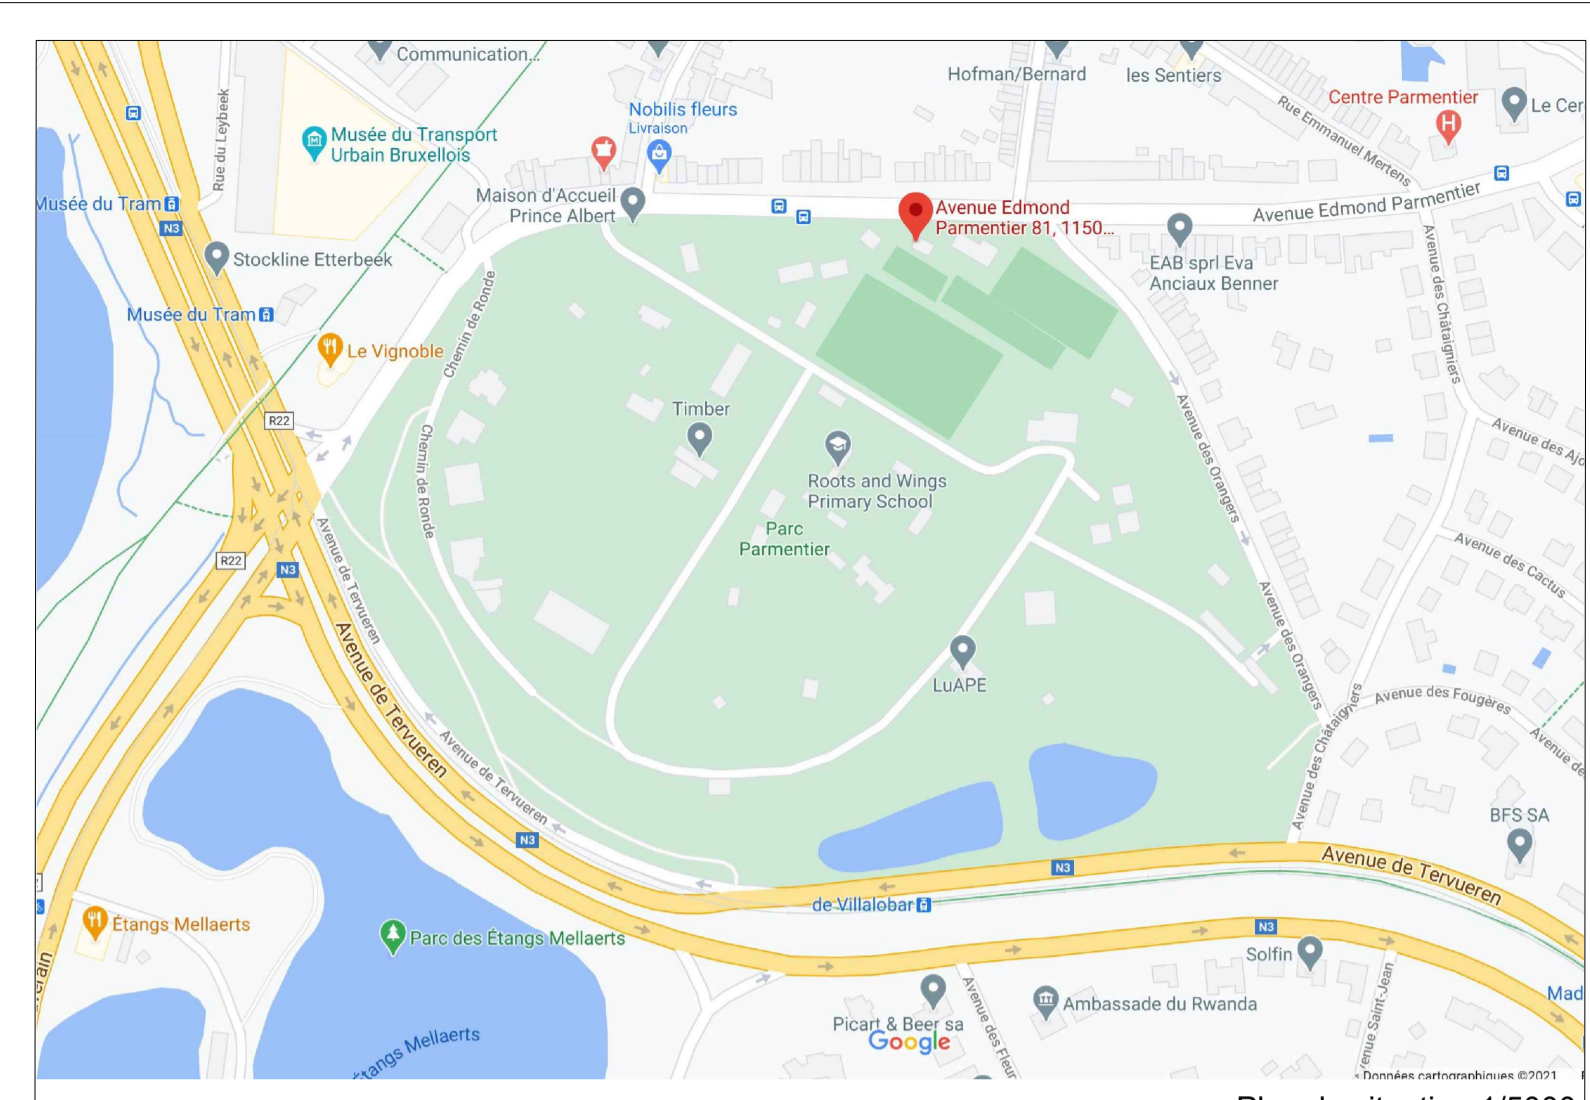 Communication...
Hofman/Bernard
les Sentiers
Centre Parmentier
Le Cer
Rue Emmanuel Mertens
Rue du Leybeek
Nobilis fleurs
Livraison
Musée du Transport
Urbain Bruxellois
Maison d'Accueil
Prince Albert
Musée du Tram
N3
Avenue Edmond
Parmentier 81, 1150...
Avenue Edmond Parmentier
Stockline Etterbeek
EAB sprl Eva
Anciaux Benner
Avenue des Châtaigniers
Chemin de Ronde
Musée du Tram
Le Vignoble
R22
Timber
Chemin de Ronde
Avenue des Orangers
Avenue des Ajo
Roots and Wings
Primary School
Parc
Parmentier
R22
N3
Avenue de Tervueren
Avenue des Cactus
Avenue des Orangers
Avenue de Tervueren
LuAPE
Avenue des Fougères
Avenue de
Avenue des Châtaigniers
Avenue de Tervueren
N3
BFS SA
N3
Avenue de Tervueren
de Villalobar
Étangs Mellaerts
Parc des Étangs Mellaerts
N3
Solfin
Picart & Beer sa
Google
Ambassade du Rwanda
Avenue des Fleur
Mad
venue Saint-Jean
Étangs Mellaerts
Données cartographiques ©2021